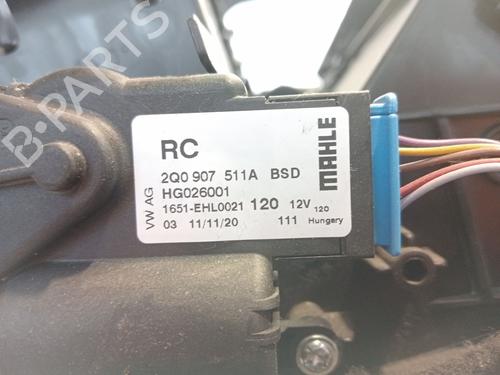 B-PARTS
RC
2Q0 907 511A BSD
HG026001
1651-EHL0021 120 12V 120
03 11/11/20 111 Hungary
VW AG
MAHLE